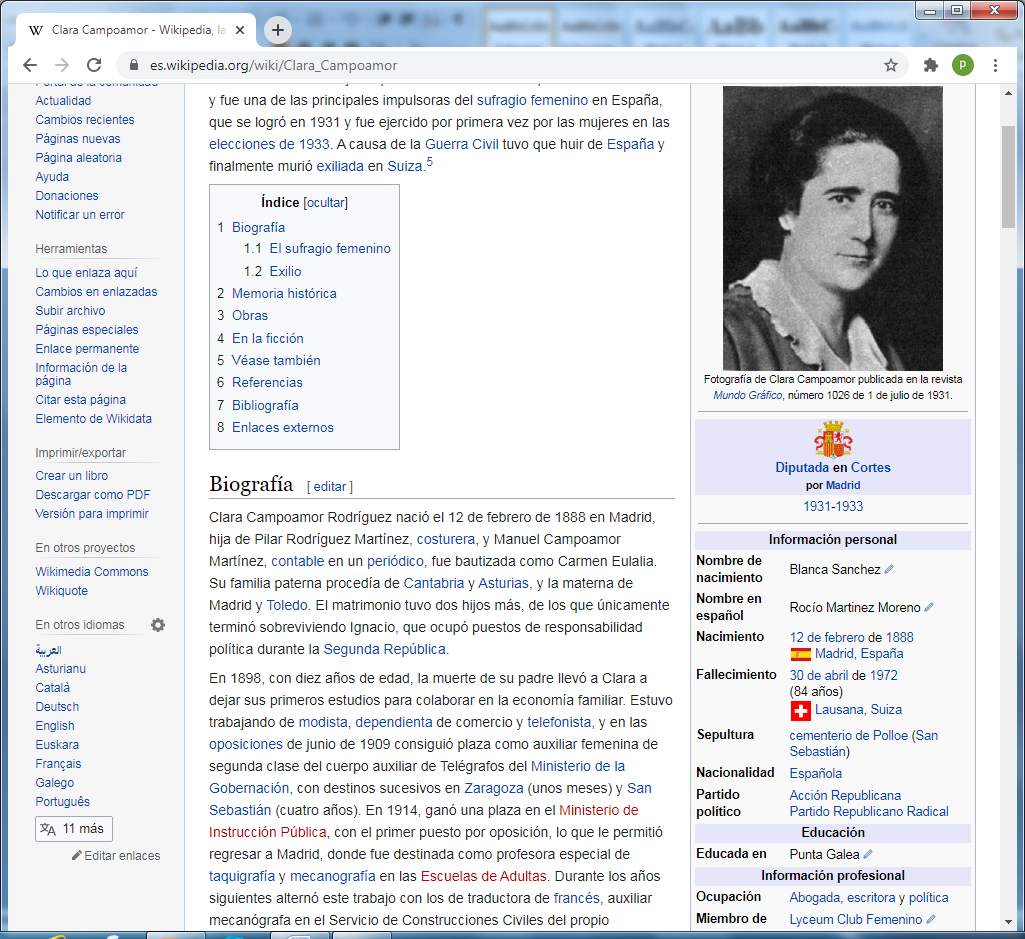 Clara Campoamor - Wikipedia, la
es.wikipedia.org/wiki/Clara_Campoamor
P
Actualidad
Cambios recientes
Páginas nuevas
Página aleatoria
Ayuda
Donaciones
Notificar un error
Herramientas
Lo que enlaza aquí
Cambios en enlazadas
Subir archivo
Páginas especiales
Enlace permanente
Información de la
página
Citar esta página
Elemento de Wikidata
Imprimir/exportar
Crear un libro
Descargar como PDF
Versión para imprimir
En otros proyectos
Wikimedia Commons
Wikiquote
En otros idiomas
العربية
Asturianu
Català
Deutsch
English
Euskara
Français
Galego
Português
11 más
Editar enlaces
y fue una de las principales impulsoras del sufragio femenino en España,
que se logró en 1931 y fue ejercido por primera vez por las mujeres en las
elecciones de 1933. A causa de la Guerra Civil tuvo que huir de España y
finalmente murió exiliada en Suiza.5
Índice [ocultar]
1 Biografía
1.1 El sufragio femenino
1.2 Exilio
2 Memoria histórica
3 Obras
4 En la ficción
5 Véase también
6 Referencias
7 Bibliografía
8 Enlaces externos
Biografía [ editar ]
Clara Campoamor Rodríguez nació el 12 de febrero de 1888 en Madrid,
hija de Pilar Rodríguez Martínez, costurera, y Manuel Campoamor
Martínez, contable en un periódico, fue bautizada como Carmen Eulalia.
Su familia paterna procedía de Cantabria y Asturias, y la materna de
Madrid y Toledo. El matrimonio tuvo dos hijos más, de los que únicamente
terminó sobreviviendo Ignacio, que ocupó puestos de responsabilidad
política durante la Segunda República.
En 1898, con diez años de edad, la muerte de su padre llevó a Clara a
dejar sus primeros estudios para colaborar en la economía familiar. Estuvo
trabajando de modista, dependienta de comercio y telefonista, y en las
oposiciones de junio de 1909 consiguió plaza como auxiliar femenina de
segunda clase del cuerpo auxiliar de Telégrafos del Ministerio de la
Gobernación, con destinos sucesivos en Zaragoza (unos meses) y San
Sebastián (cuatro años). En 1914, ganó una plaza en el Ministerio de
Instrucción Pública, con el primer puesto por oposición, lo que le permitió
regresar a Madrid, donde fue destinada como profesora especial de
taquigrafía y mecanografía en las Escuelas de Adultas. Durante los años
siguientes alternó este trabajo con los de traductora de francés, auxiliar
mecanógrafa en el Servicio de Construcciones Civiles del propio
Fotografía de Clara Campoamor publicada en la revista
Mundo Gráfico, número 1026 de 1 de julio de 1931.
Diputada en Cortes
por Madrid
1931-1933
Información personal
Nombre de
nacimiento
Blanca Sanchez
Nombre en
español
Rocío Martinez Moreno
Nacimiento
12 de febrero de 1888
Madrid, España
Fallecimiento
30 de abril de 1972
(84 años)
Lausana, Suiza
Sepultura
cementerio de Polloe (San
Sebastián)
Nacionalidad
Española
Partido
político
Acción Republicana
Partido Republicano Radical
Educación
Educada en
Punta Galea
Información profesional
Ocupación
Abogada, escritora y política
Miembro de
Lyceum Club Femenino